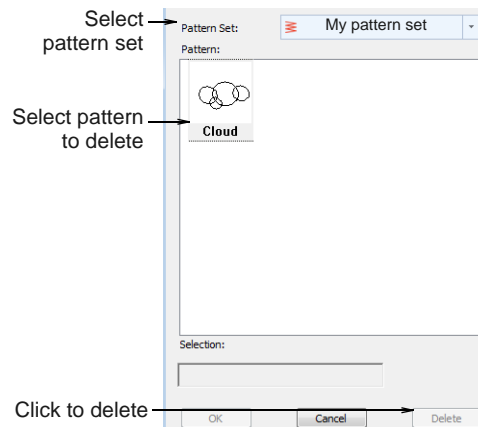 Select
pattern set
Pattern Set:
My pattern set
Pattern:
Select pattern
to delete
Cloud
Selection:
Click to delete
OK
Cancel
Delete